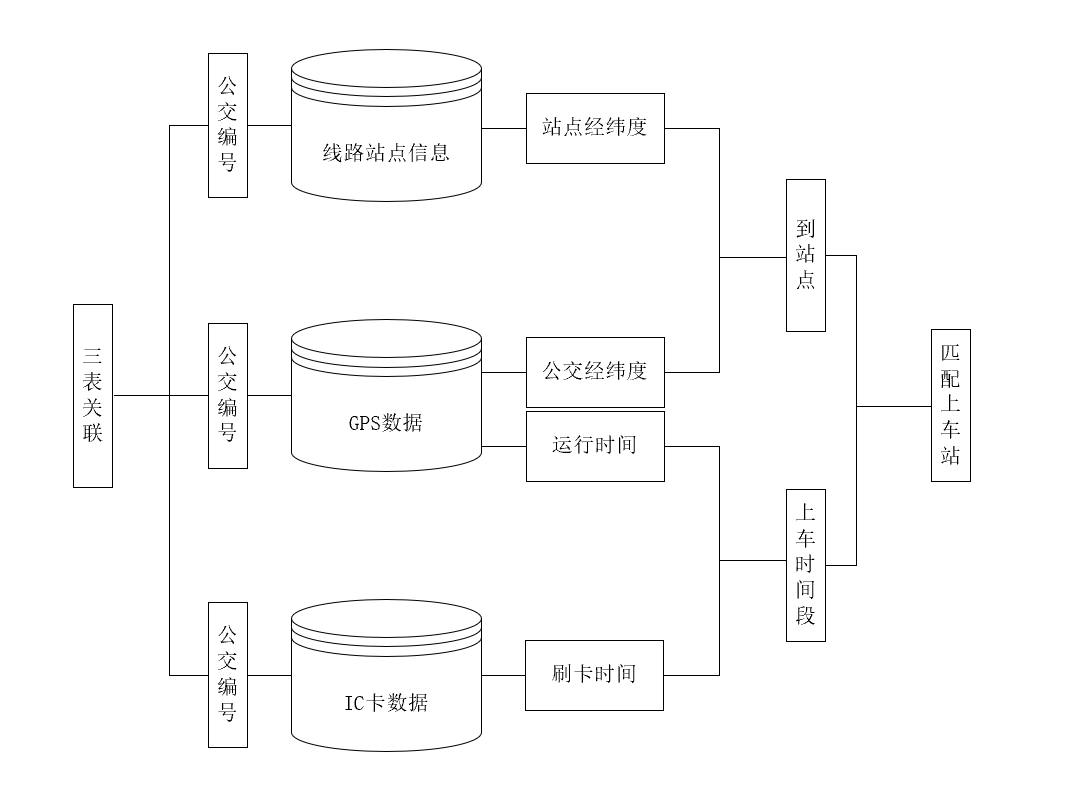 三表关联
公交编号
线路站点信息
站点经纬度
公交编号
GPS数据
公交经纬度
运行时间
公交编号
IC卡数据
刷卡时间
到站点
上车时间段
匹配上车站